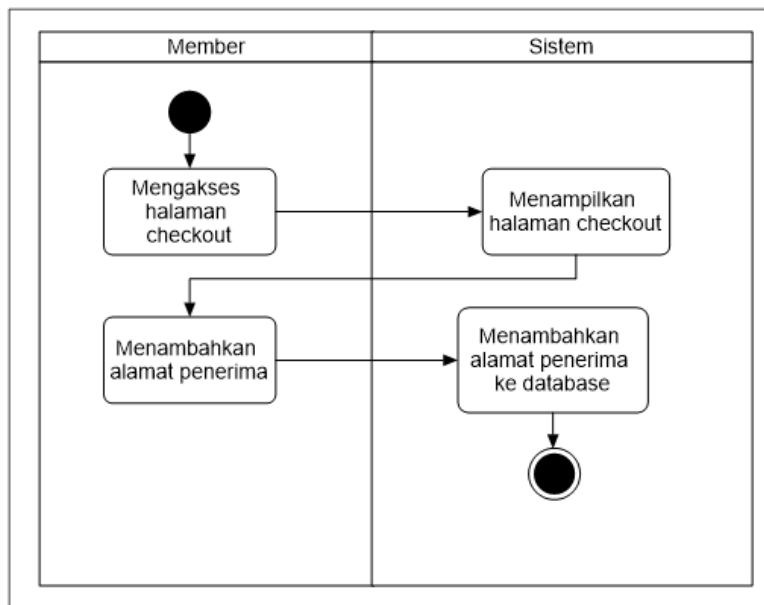 Member
Sistem
Mengakses
halaman
checkout
Menampilkan
halaman checkout
Menambahkan
alamat penerima
Menambahkan
alamat penerima
ke database